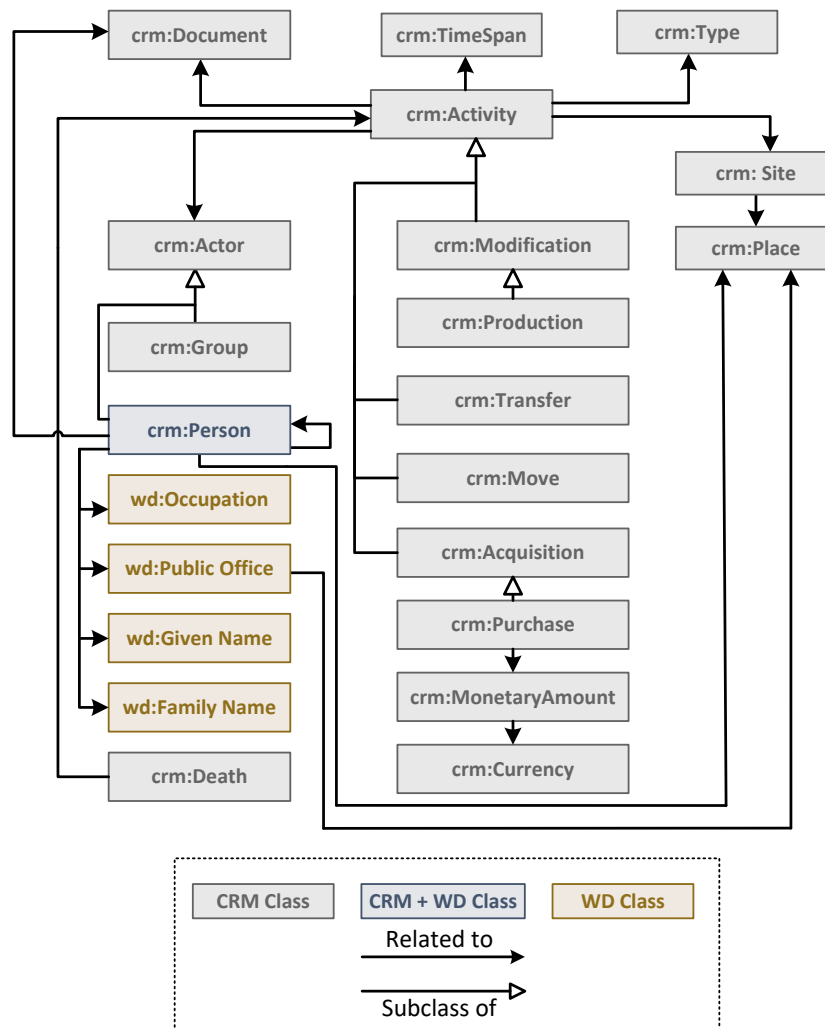 crm:Document
crm:TimeSpan
crm:Type
crm:Activity
crm: Site
crm:Actor
crm:Modification
crm:Place
crm:Production
crm:Group
crm:Transfer
crm:Person
crm:Move
wd:Occupation
crm:Acquisition
wd:Public Office
crm:Purchase
wd:Given Name
crm:MonetaryAmount
wd:Family Name
crm:Currency
crm:Death
CRM Class
CRM + WD Class
WD Class
Related to
Subclass of